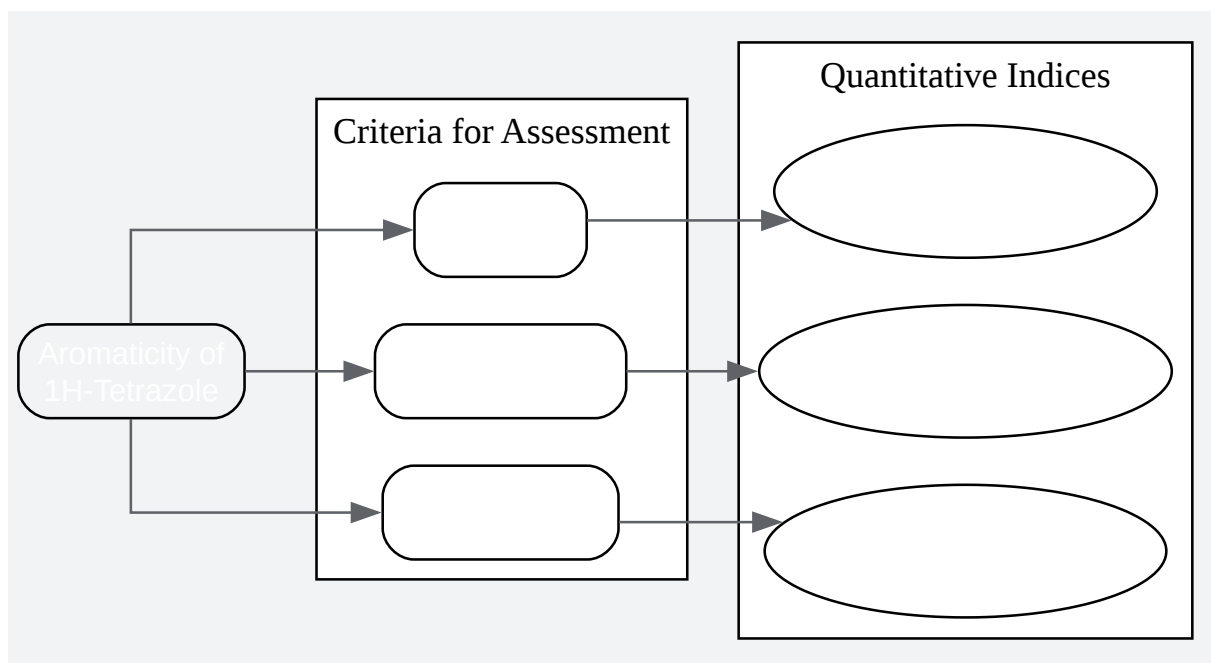 Quantitative Indices
Criteria for Assessment
Aromaticity of
1H-Tetrazole